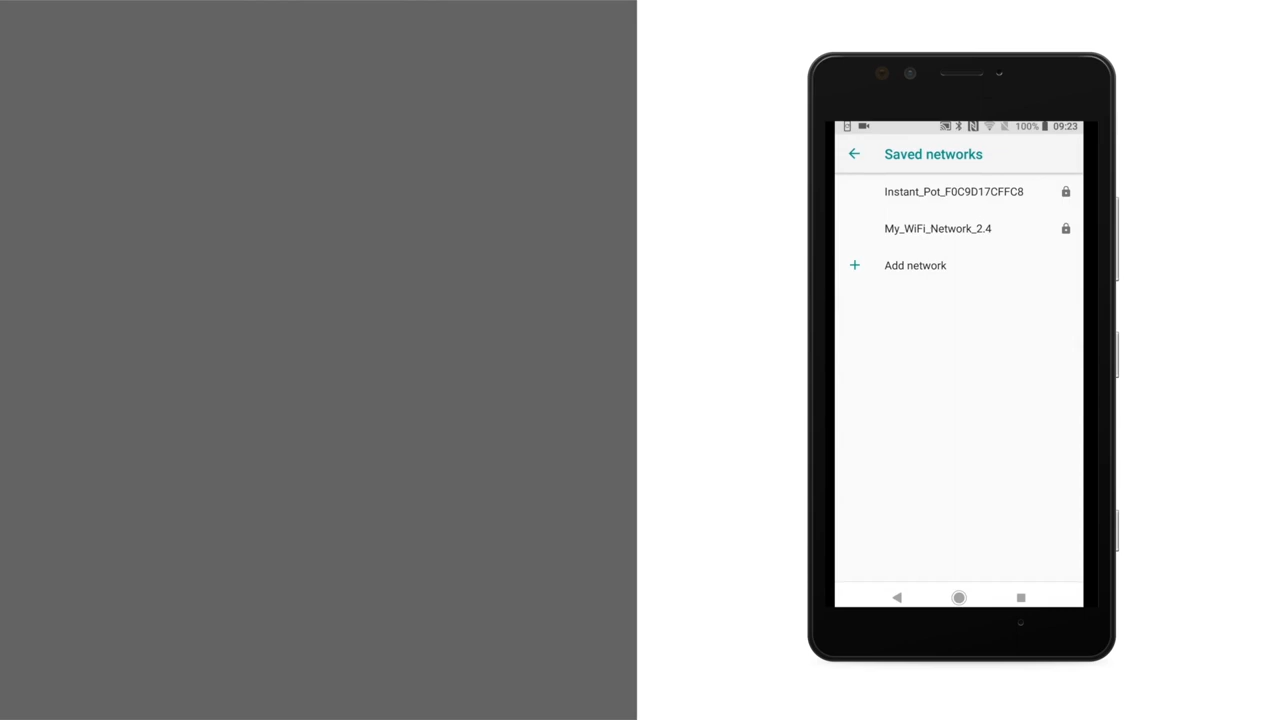 100% 09:23
Saved networks
Instant_Pot_F0C9D17CFFC8
My_WiFi_Network_2.4
Add network